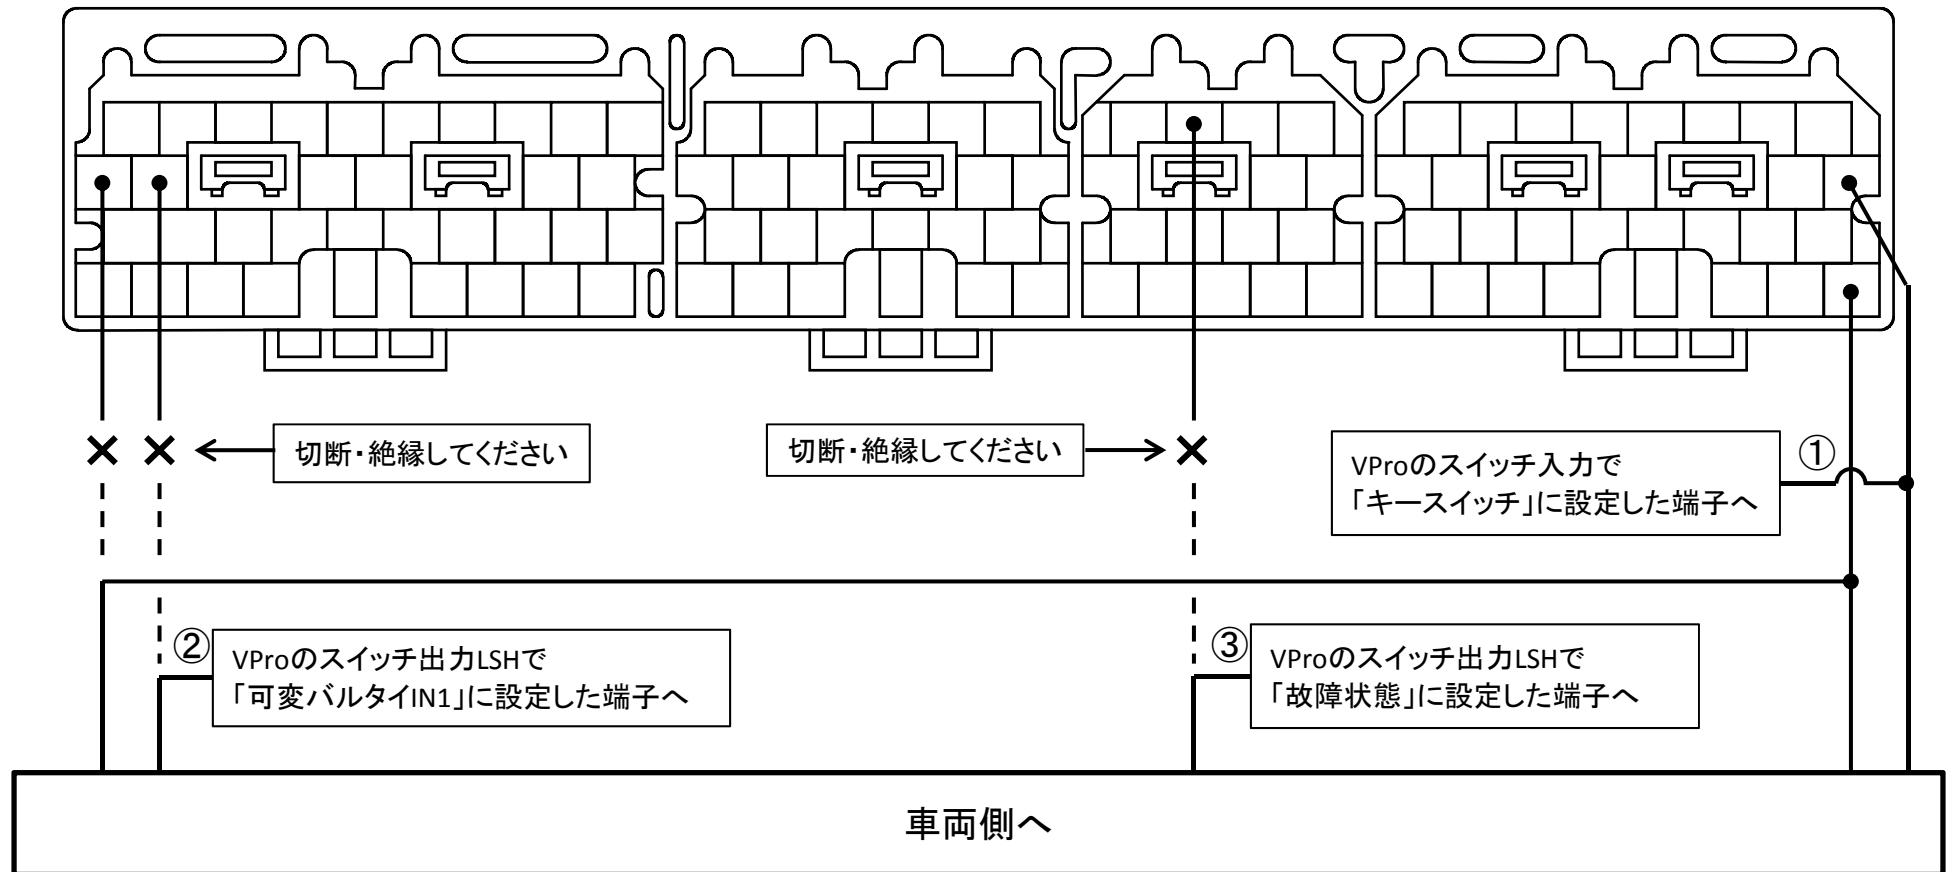 切断・絶縁してください
切断・絶縁してください
①
VProのスイッチ入力で
「キースイッチ」に設定した端子へ
②
VProのスイッチ出力LSHで
「可変バルタイIN1」に設定した端子へ
③
VProのスイッチ出力LSHで
「故障状態」に設定した端子へ
車両側へ